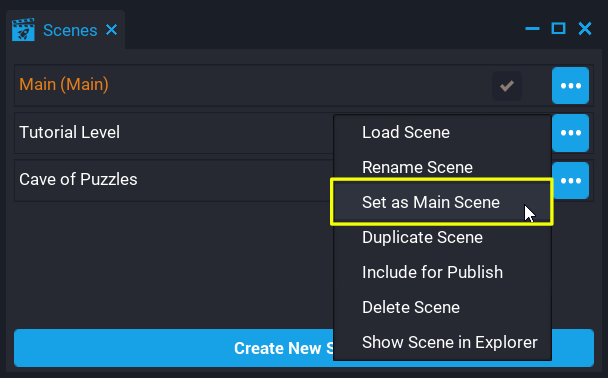 Scenes
Main (Main)
Tutorial Level
Cave of Puzzles
Load Scene
Rename Scene
Set as Main Scene
Duplicate Scene
Include for Publish
Delete Scene
Show Scene in Explorer
Create New S